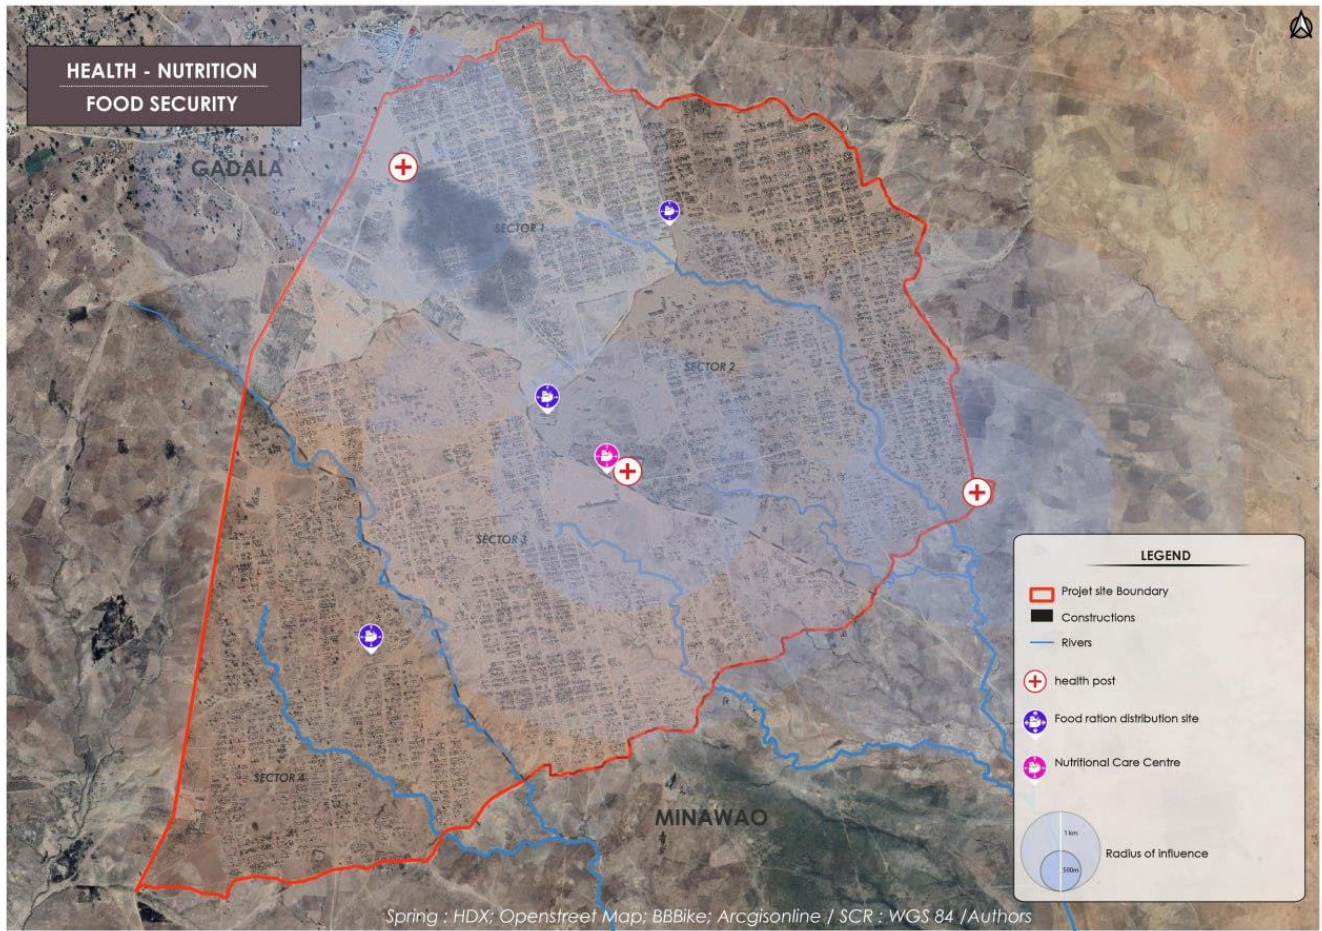 HEALTH - NUTRITION
FOOD SECURITY
GADALA
SECTOR 1
SECTOR 2
SECTOR 3
SECTOR 4
MINAWAO
LEGEND
Projet site Boundary
Constructions
Rivers
health post
Food ration distribution site
Nutritional Care Centre
1 km
500m
Radius of influence
Spring : HDX; Openstreet Map; BBBike; Arcgisonline / SCR : WGS 84 /Authors